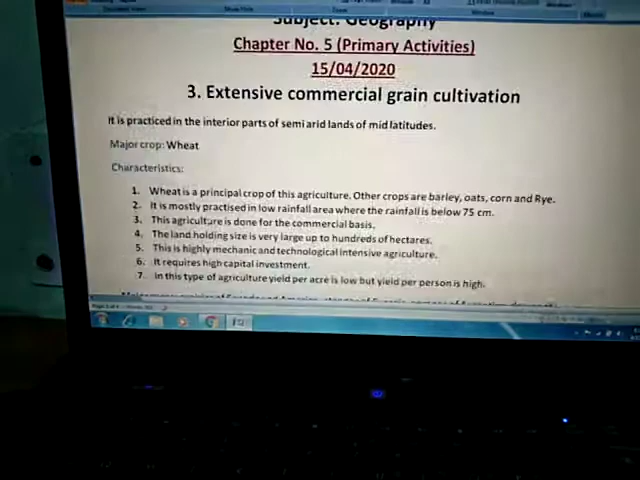 Subject: Geography
Chapter No. 5 (Primary Activities)
15/04/2020
3. Extensive commercial grain cultivation
It is practiced in the interior parts of semi arid lands of mid latitudes.
Major crop: Wheat
Characteristics:
1. Wheat is a principal crop of this agriculture. Other crops are barley, oats, corn and Rye.
2. It is mostly practised in low rainfall area where the rainfall is below 75 cm.
3. This agriculture is done for the commercial basis.
4. The land holding size is very large up to hundreds of hectares.
5. This is highly mechanic and technological intensive agriculture.
6. It requires high capital investment.
7. In this type of agriculture yield per acre is low but yield per person is high.